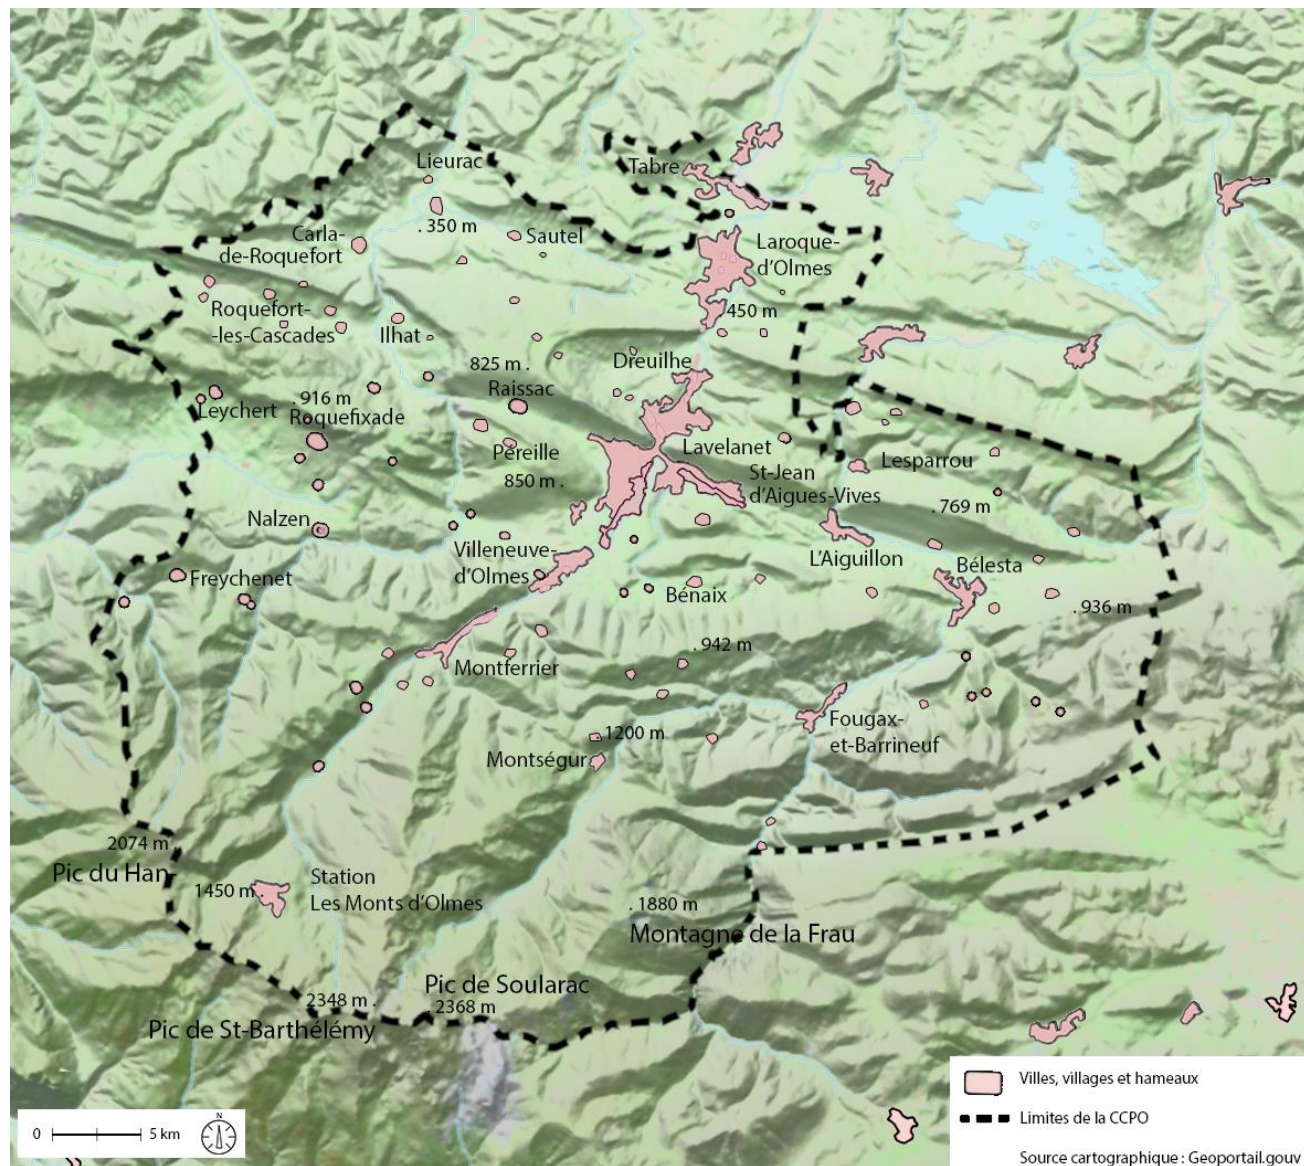 Lieurac
Tabre
. 350 m
Sautel
Carla-
de-Roquefort
Laroque-
d'Olmes
Roquefort-
-les-Cascades
Ilhat
450 m
Dreuilhe
825 m .
Raissac
. 916 m
Leychert
Roquefixade
Péreille
Lavelanet
Lesparrou
850 m .
St-Jean
d'Aigues-Vives
. 769 m
Nalzen
Villeneuve-
d'Olmes
L'Aiguillon
Bélesta
Freychenet
Bénaix
. 936 m
. 942 m
Montferrier
Fougax-
et-Barrineuf
. 1200 m
Montségur
2074 m .
Pic du Han
1450 m .
Station
Les Monts d'Olmes
. 1880 m
Montagne de la Frau
Pic de Soularac
. 2368 m
2348 m .
Pic de St-Barthélémy
Villes, villages et hameaux
Limites de la CCPO
Source cartographique : Geoportail.gouv
0 5 km
N